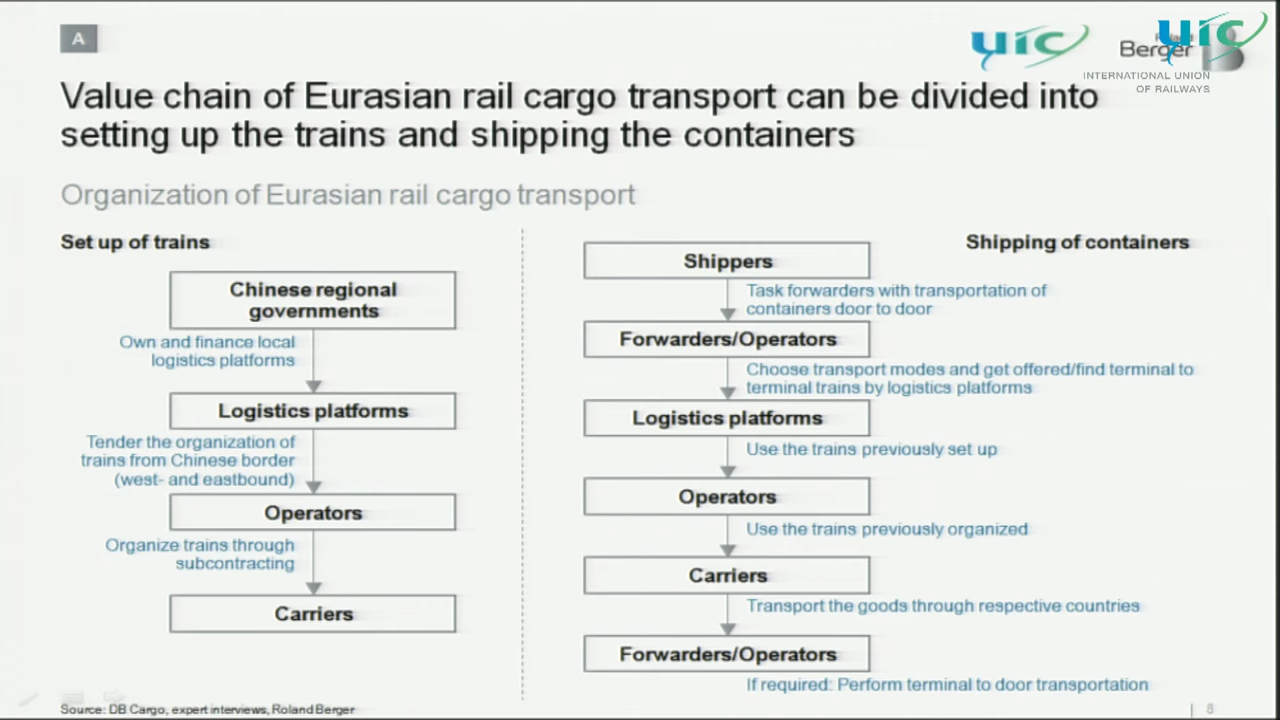 A
uic
uic
Berger
INTERNATIONAL UNION
OF RAILWAYS
Value chain of Eurasian rail cargo transport can be divided into
setting up the trains and shipping the containers
Organization of Eurasian rail cargo transport
Set up of trains
Chinese regional
governments
Own and finance local
logistics platforms
Logistics platforms
Tender the organization of
trains from Chinese border
(west- and eastbound)
Operators
Organize trains through
subcontracting
Carriers
Shipping of containers
Shippers
Task forwarders with transportation of
containers door to door
Forwarders/Operators
Choose transport modes and get offered/find terminal to
terminal trains by logistics platforms
Logistics platforms
Use the trains previously set up
Operators
Use the trains previously organized
Carriers
Transport the goods through respective countries
Forwarders/Operators
If required: Perform terminal to door transportation
Source: DB Cargo, expert interviews, Roland Berger
8